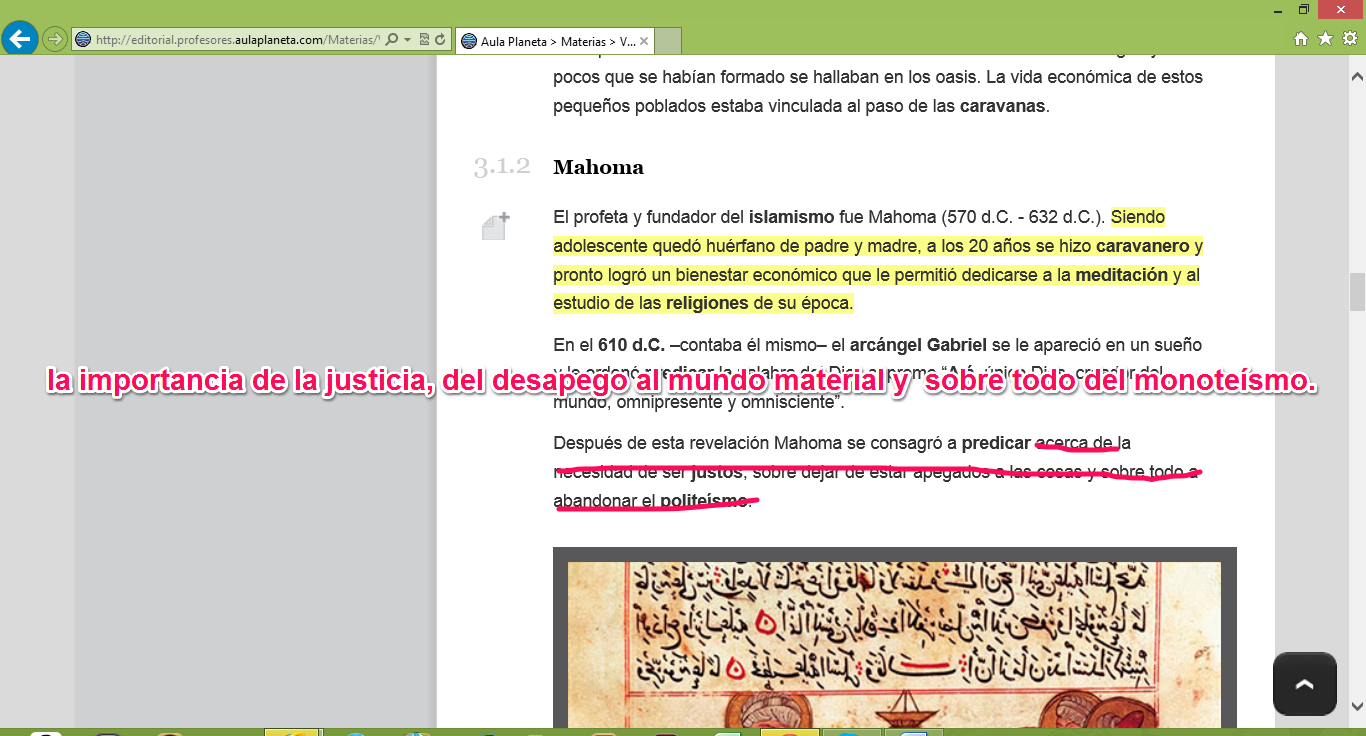 http://editorial.profesores.aulaplaneta.com/Materias/
Aula Planeta > Materias > V...
pocos que se habían formado se hallaban en los oasis. La vida económica de estos
pequeños poblados estaba vinculada al paso de las caravanas.
3.1.2 Mahoma
El profeta y fundador del islamismo fue Mahoma (570 d.C. - 632 d.C.). Siendo
adolescente quedó huérfano de padre y madre, a los 20 años se hizo caravanero y
pronto logró un bienestar económico que le permitió dedicarse a la meditación y al
estudio de las religiones de su época.
En el 610 d.C. –contaba él mismo– el arcángel Gabriel se le apareció en un sueño
la importancia de la justicia, del desapego al mundo material y sobre todo del monoteísmo.
mundo, omnipresente y omnisciente”.
Después de esta revelación Mahoma se consagró a predicar acerca de la
necesidad de ser justos, sobre dejar de estar apegados a las cosas y sobre todo a
abandonar el politeísmo.